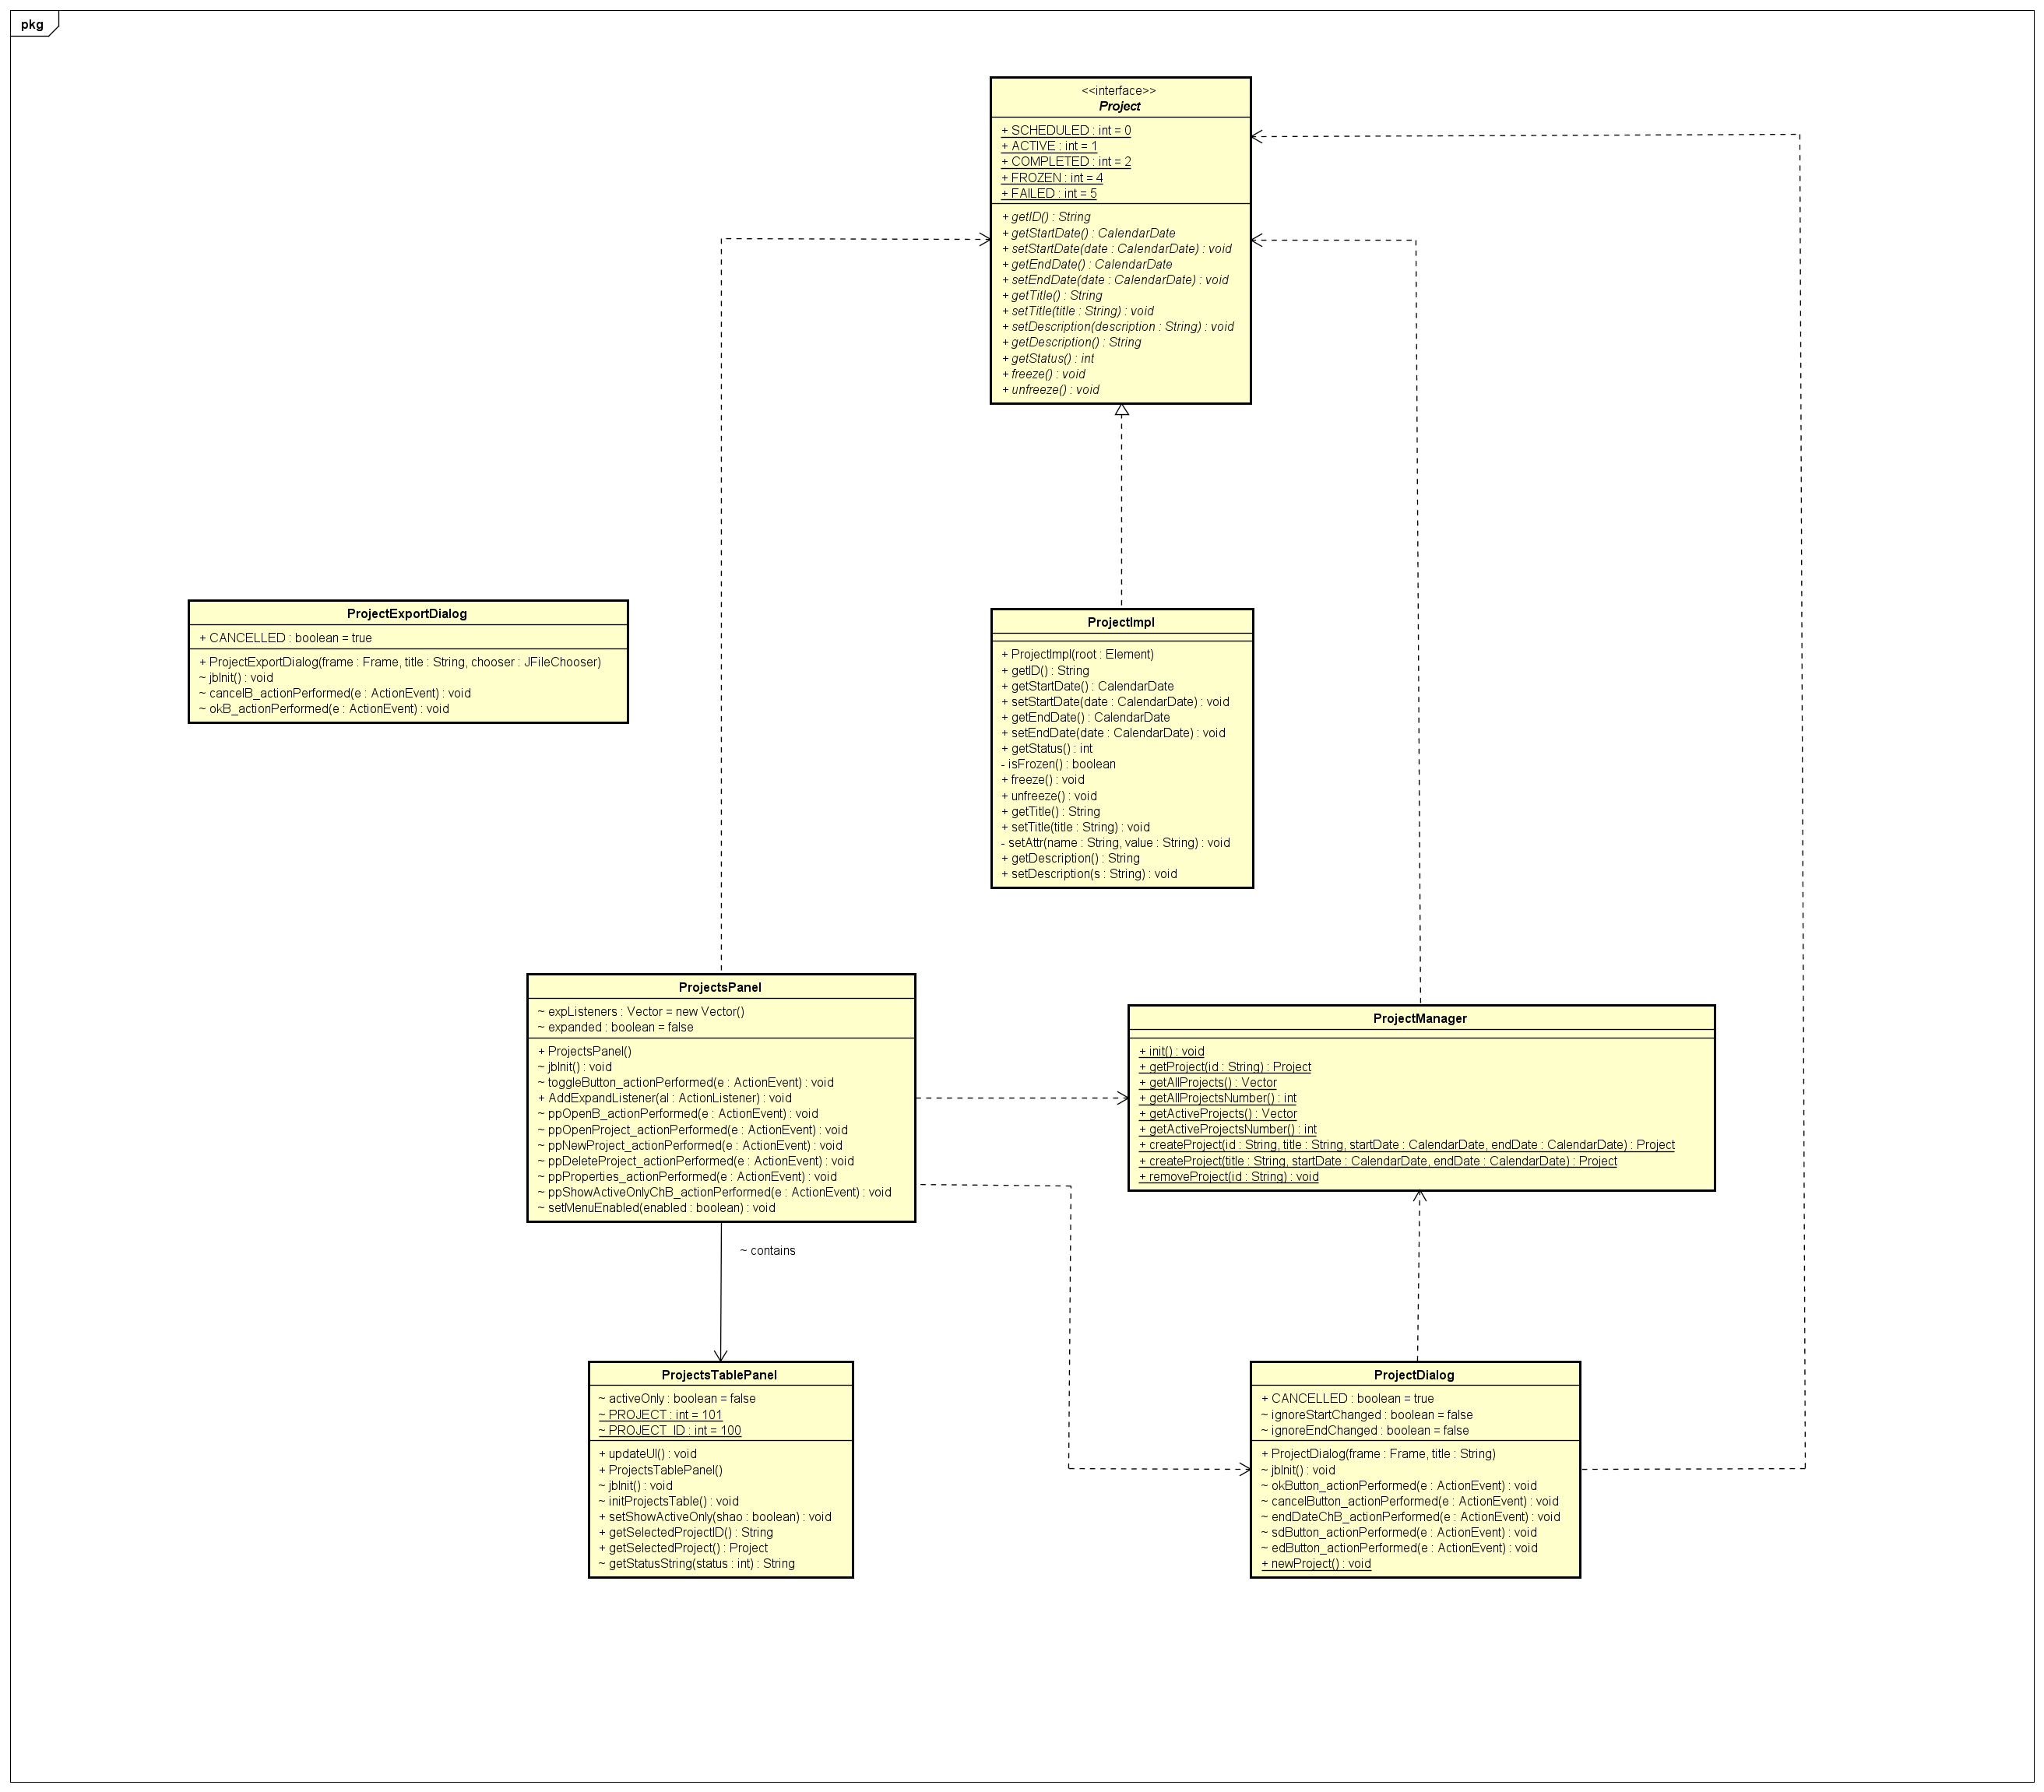 pkg
<<interface>>
Project
+ SCHEDULED : int = 0
+ ACTIVE : int = 1
+ COMPLETED : int = 2
+ FROZEN : int = 4
+ FAILED : int = 5
+ getID() : String
+ getStartDate() : CalendarDate
+ setStartDate(date : CalendarDate) : void
+ getEndDate() : CalendarDate
+ setEndDate(date : CalendarDate) : void
+ getTitle() : String
+ setTitle(title : String) : void
+ setDescription(description : String) : void
+ getDescription() : String
+ getStatus() : int
+ freeze() : void
+ unfreeze() : void
ProjectExportDialog
+ CANCELLED : boolean = true
+ ProjectExportDialog(frame : Frame, title : String, chooser : JFileChooser)
~ jbInit() : void
~ cancelB_actionPerformed(e : ActionEvent) : void
~ okB_actionPerformed(e : ActionEvent) : void
ProjectImpl
+ ProjectImpl(root : Element)
+ getID() : String
+ getStartDate() : CalendarDate
+ setStartDate(date : CalendarDate) : void
+ getEndDate() : CalendarDate
+ setEndDate(date : CalendarDate) : void
+ getStatus() : int
- isFrozen() : boolean
+ freeze() : void
+ unfreeze() : void
+ getTitle() : String
+ setTitle(title : String) : void
- setAttr(name : String, value : String) : void
+ getDescription() : String
+ setDescription(s : String) : void
ProjectsPanel
~ expListeners : Vector = new Vector()
~ expanded : boolean = false
+ ProjectsPanel()
~ jbInit() : void
~ toggleButton_actionPerformed(e : ActionEvent) : void
+ AddExpandListener(al : ActionListener) : void
~ ppOpenB_actionPerformed(e : ActionEvent) : void
~ ppOpenProject_actionPerformed(e : ActionEvent) : void
~ ppNewProject_actionPerformed(e : ActionEvent) : void
~ ppDeleteProject_actionPerformed(e : ActionEvent) : void
~ ppProperties_actionPerformed(e : ActionEvent) : void
~ ppShowActiveOnlyChB_actionPerformed(e : ActionEvent) : void
~ setMenuEnabled(enabled : boolean) : void
ProjectManager
+ init() : void
+ getProject(id : String) : Project
+ getAllProjects() : Vector
+ getAllProjectsNumber() : int
+ getActiveProjects() : Vector
+ getActiveProjectsNumber() : int
+ createProject(id : String, title : String, startDate : CalendarDate, endDate : CalendarDate) : Project
+ createProject(title : String, startDate : CalendarDate, endDate : CalendarDate) : Project
+ removeProject(id : String) : void
~ contains
ProjectsTablePanel
~ activeOnly : boolean = false
~ PROJECT : int = 101
~ PROJECT_ID : int = 100
+ updateUI() : void
+ ProjectsTablePanel()
~ jbInit() : void
~ initProjectsTable() : void
+ setShowActiveOnly(shao : boolean) : void
+ getSelectedProjectID() : String
+ getSelectedProject() : Project
~ getStatusString(status : int) : String
ProjectDialog
+ CANCELLED : boolean = true
~ ignoreStartChanged : boolean = false
~ ignoreEndChanged : boolean = false
+ ProjectDialog(frame : Frame, title : String)
~ jbInit() : void
~ okButton_actionPerformed(e : ActionEvent) : void
~ cancelButton_actionPerformed(e : ActionEvent) : void
~ endDateChB_actionPerformed(e : ActionEvent) : void
~ sdButton_actionPerformed(e : ActionEvent) : void
~ edButton_actionPerformed(e : ActionEvent) : void
+ newProject() : void